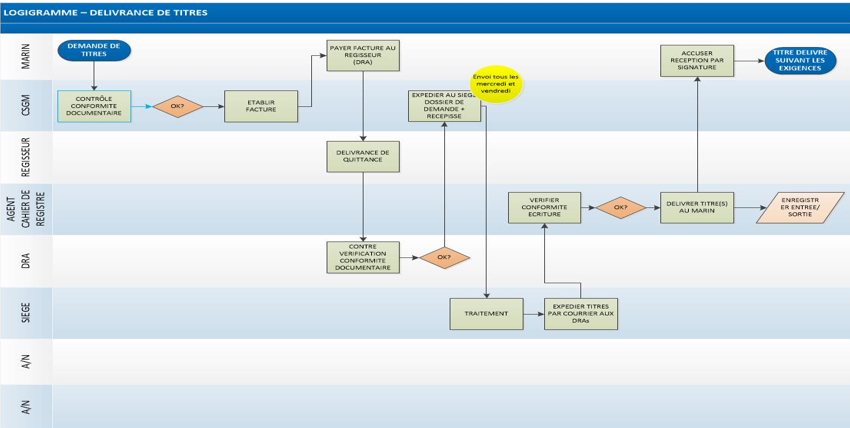 LOGIGRAMME – DELIVRANCE DE TITRES
MARIN
DEMANDE DE
TITRES
PAYER FACTURE AU
REGISSEUR
(DRA)
ACCUSER
RECEPTION PAR
SIGNATURE
TITRE DELIVRE
SUIVANT LES
EXIGENCES
Envoi tous les
mercredi et
vendredi
CSGM
CONTRÔLE
CONFORMITE
DOCUMENTAIRE
OK?
ETABLIR
FACTURE
EXPEDIER AU SIEGE
DOSSIER DE
DEMANDE +
RECEPISSE
REGISSEUR
DELIVRANCE DE
QUITTANCE
AGENT
CAHIER DE
REGISTRE
VERIFIER
CONFORMITE
ECRITURE
OK?
DELIVRER TITRE(S)
AU MARIN
ENREGISTR
ER ENTREE/
SORTIE
DRA
CONTRE
VERIFICATION
CONFORMITE
DOCUMENTAIRE
OK?
SIEGE
TRAITEMENT
EXPEDIER TITRES
PAR COURRIER AUX
DRAs
A/N
A/N